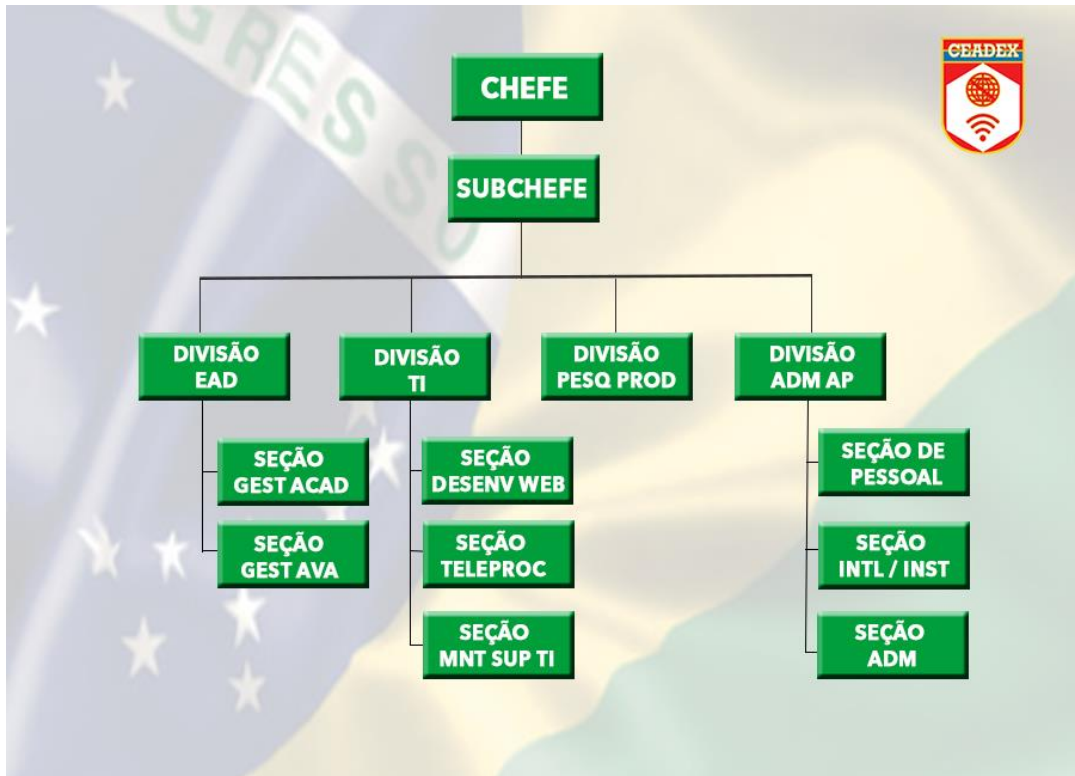 GRESSO
CEADEX
CHEFE
SUBCHEFE
DIVISÃO
EAD
DIVISÃO
TI
DIVISÃO
PESQ PROD
DIVISÃO
ADM AP
SEÇÃO
GEST ACAD
SEÇÃO
GEST AVA
SEÇÃO
DESENV WEB
SEÇÃO
TELEPROC
SEÇÃO
MNT SUP TI
SEÇÃO DE
PESSOAL
SEÇÃO
INTL / INST
SEÇÃO
ADM